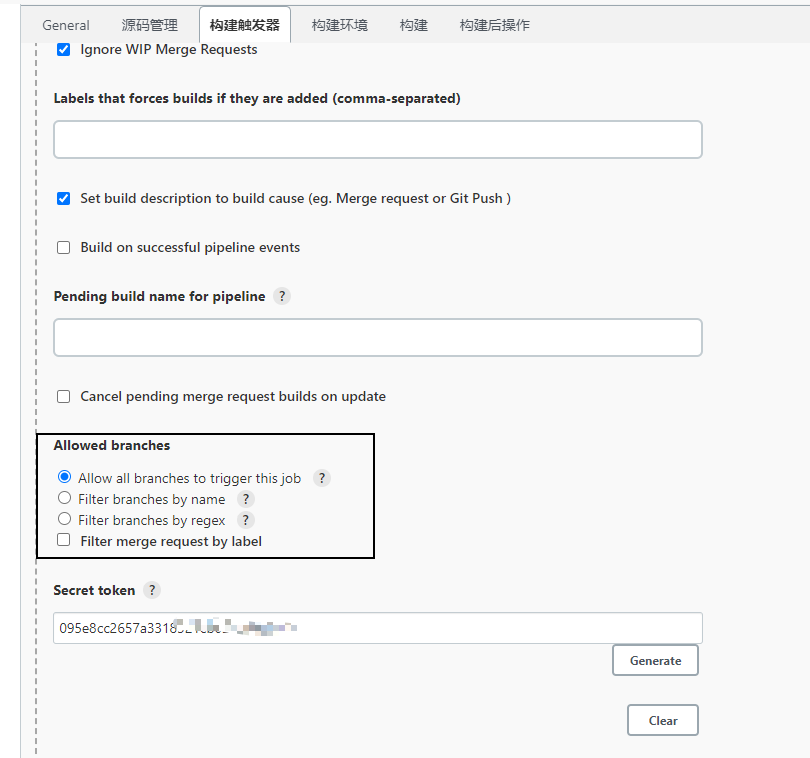 General 源码管理 构建触发器 构建环境 构建 构建后操作
Ignore WIP Merge Requests
Labels that forces builds if they are added (comma-separated)
Set build description to build cause (eg. Merge request or Git Push )
Build on successful pipeline events
Pending build name for pipeline ?
Cancel pending merge request builds on update
Allowed branches
Allow all branches to trigger this job ?
Filter branches by name ?
Filter branches by regex ?
Filter merge request by label
Secret token ?
095e8cc2657a3318
Generate
Clear